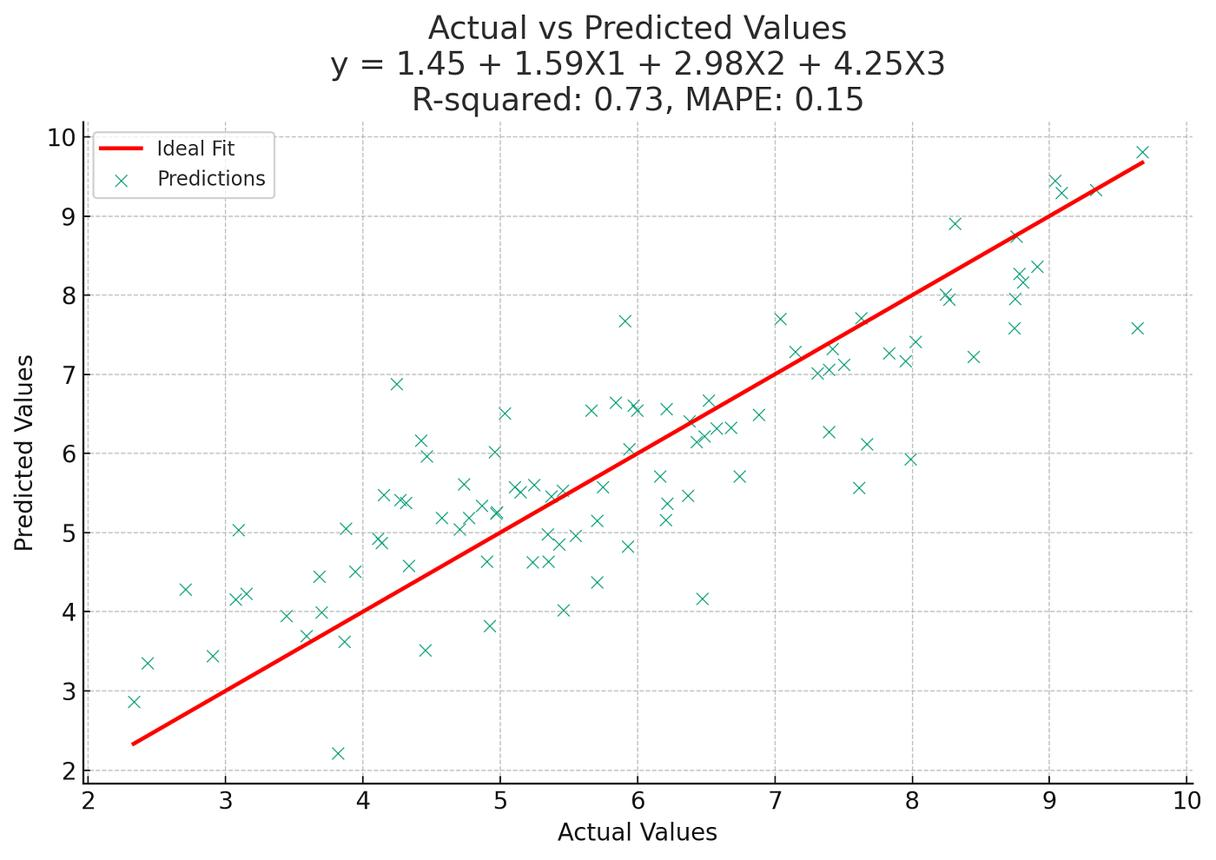 Actual vs Predicted Values
y = 1.45 + 1.59X1 + 2.98X2 + 4.25X3
R-squared: 0.73, MAPE: 0.15
Ideal Fit
Predictions
10
9
8
7
6
5
4
3
2
Predicted Values
2 3 4 5 6 7 8 9 10
Actual Values